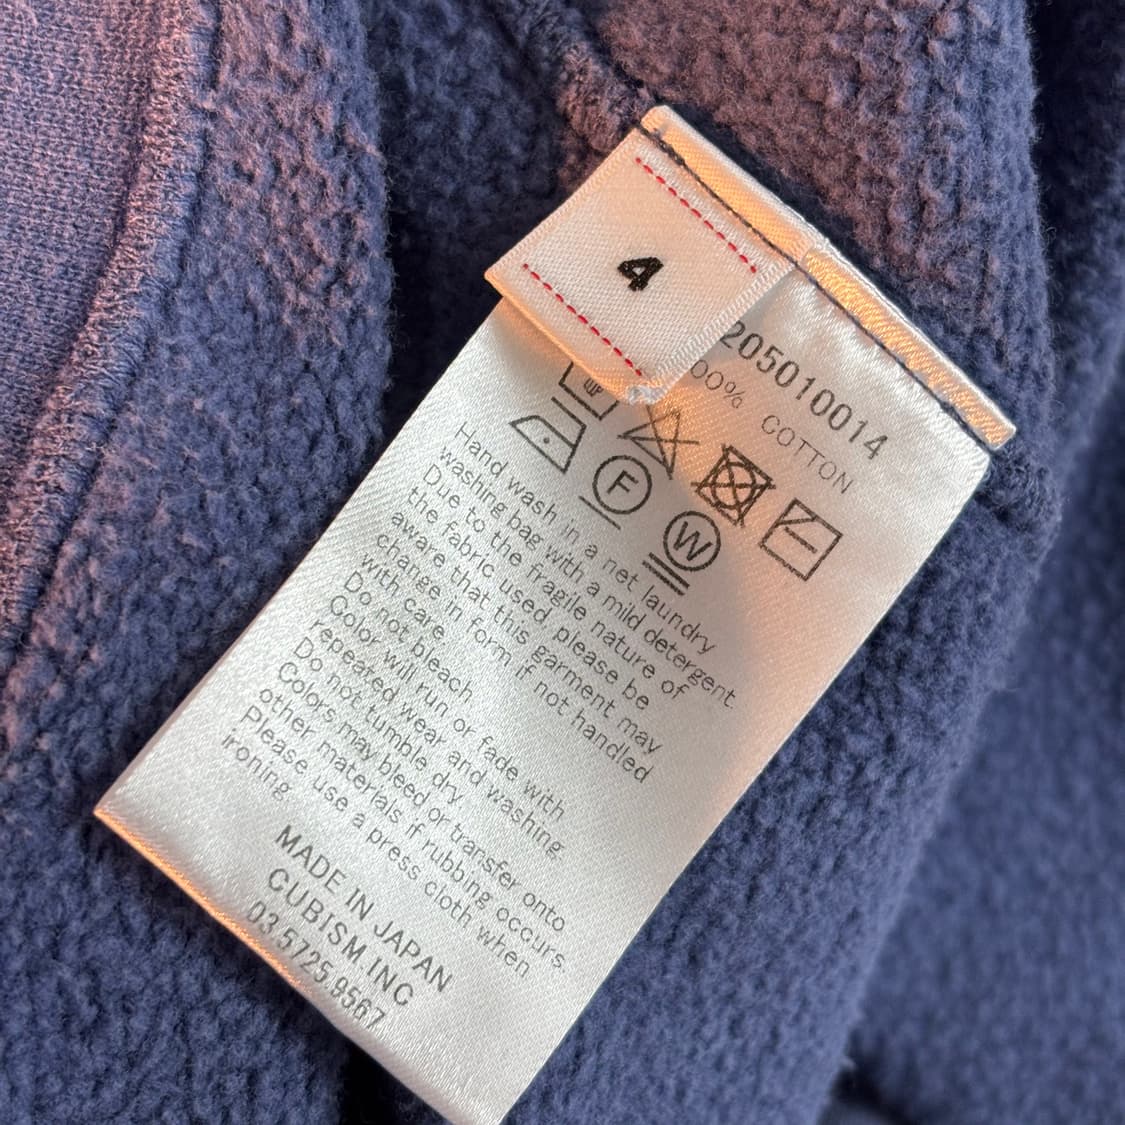 4
205010014
00% COTTON
F
W
Hand wash in a net laundry
washing bag with a mild detergent.
Due to the fragile nature of
the fabric used please be
aware that this garment may
change in form if not handled
with care.
Do not bleach.
Color will run or fade with
repeated wear and washing.
Do not tumble dry.
Colors may bleed or transfer onto
other materials if rubbing occurs.
Please use a press cloth when
ironing.
MADE IN JAPAN
CUBISM.INC
03.5725.9567